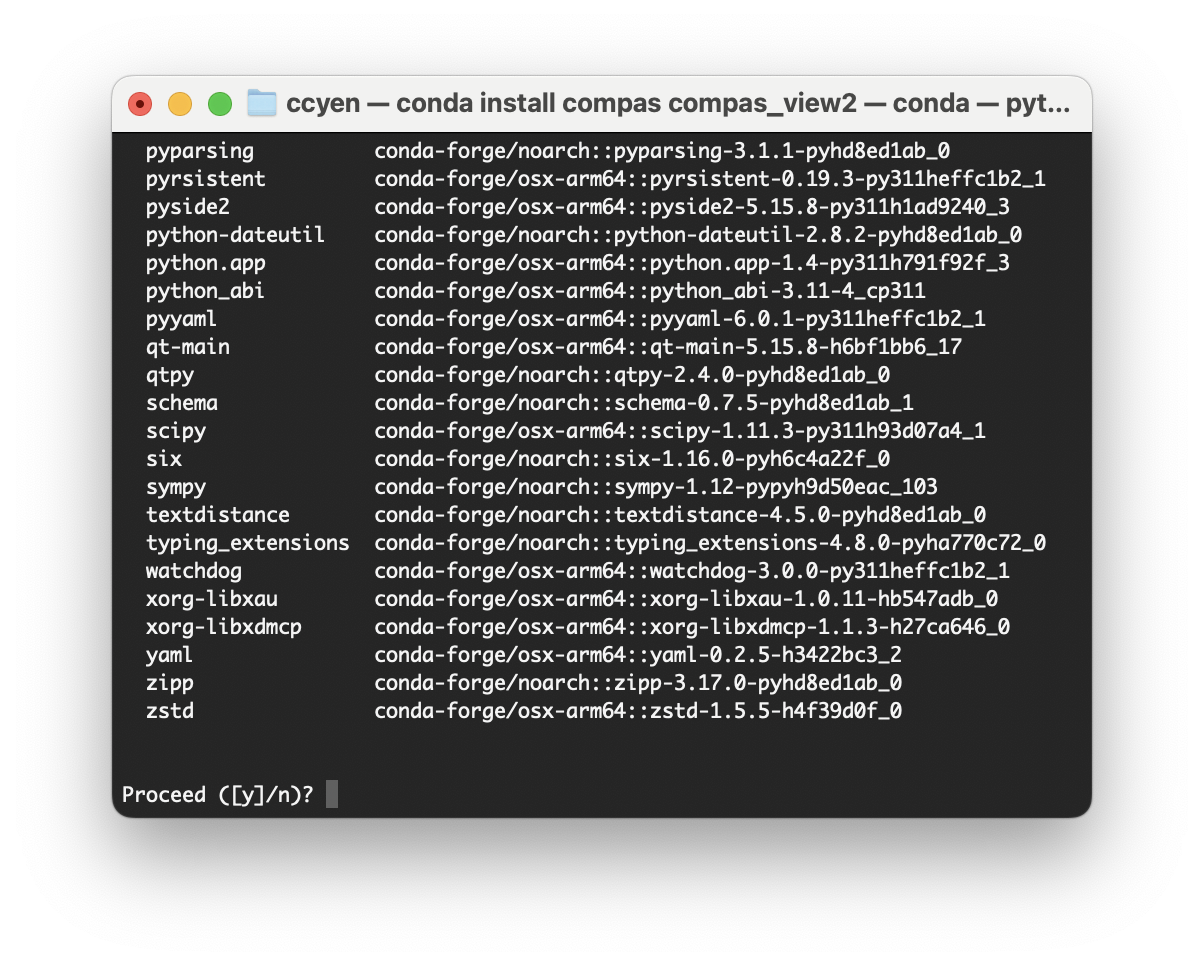 ccyen — conda install compas compas_view2 — conda — pyt...
pyparsing conda-forge/noarch::pyparsing-3.1.1-pyhd8ed1ab_0
pyrsistent conda-forge/osx-arm64::pyrsistent-0.19.3-py311heffc1b2_1
pyside2 conda-forge/osx-arm64::pyside2-5.15.8-py311h1ad9240_3
python-dateutil conda-forge/noarch::python-dateutil-2.8.2-pyhd8ed1ab_0
python.app conda-forge/osx-arm64::python.app-1.4-py311h791f92f_3
python_abi conda-forge/osx-arm64::python_abi-3.11-4_cp311
pyyaml conda-forge/osx-arm64::pyyaml-6.0.1-py311heffc1b2_1
qt-main conda-forge/osx-arm64::qt-main-5.15.8-h6bf1bb6_17
qtpy conda-forge/noarch::qtpy-2.4.0-pyhd8ed1ab_0
schema conda-forge/noarch::schema-0.7.5-pyhd8ed1ab_1
scipy conda-forge/osx-arm64::scipy-1.11.3-py311h93d07a4_1
six conda-forge/noarch::six-1.16.0-pyh6c4a22f_0
sympy conda-forge/noarch::sympy-1.12-pypyh9d50eac_103
textdistance conda-forge/noarch::textdistance-4.5.0-pyhd8ed1ab_0
typing_extensions conda-forge/noarch::typing_extensions-4.8.0-pyha770c72_0
watchdog conda-forge/osx-arm64::watchdog-3.0.0-py311heffc1b2_1
xorg-libxau conda-forge/osx-arm64::xorg-libxau-1.0.11-hb547adb_0
xorg-libxdmcp conda-forge/osx-arm64::xorg-libxdmcp-1.1.3-h27ca646_0
yaml conda-forge/osx-arm64::yaml-0.2.5-h3422bc3_2
zipp conda-forge/noarch::zipp-3.17.0-pyhd8ed1ab_0
zstd conda-forge/osx-arm64::zstd-1.5.5-h4f39d0f_0
Proceed ([y]/n)?